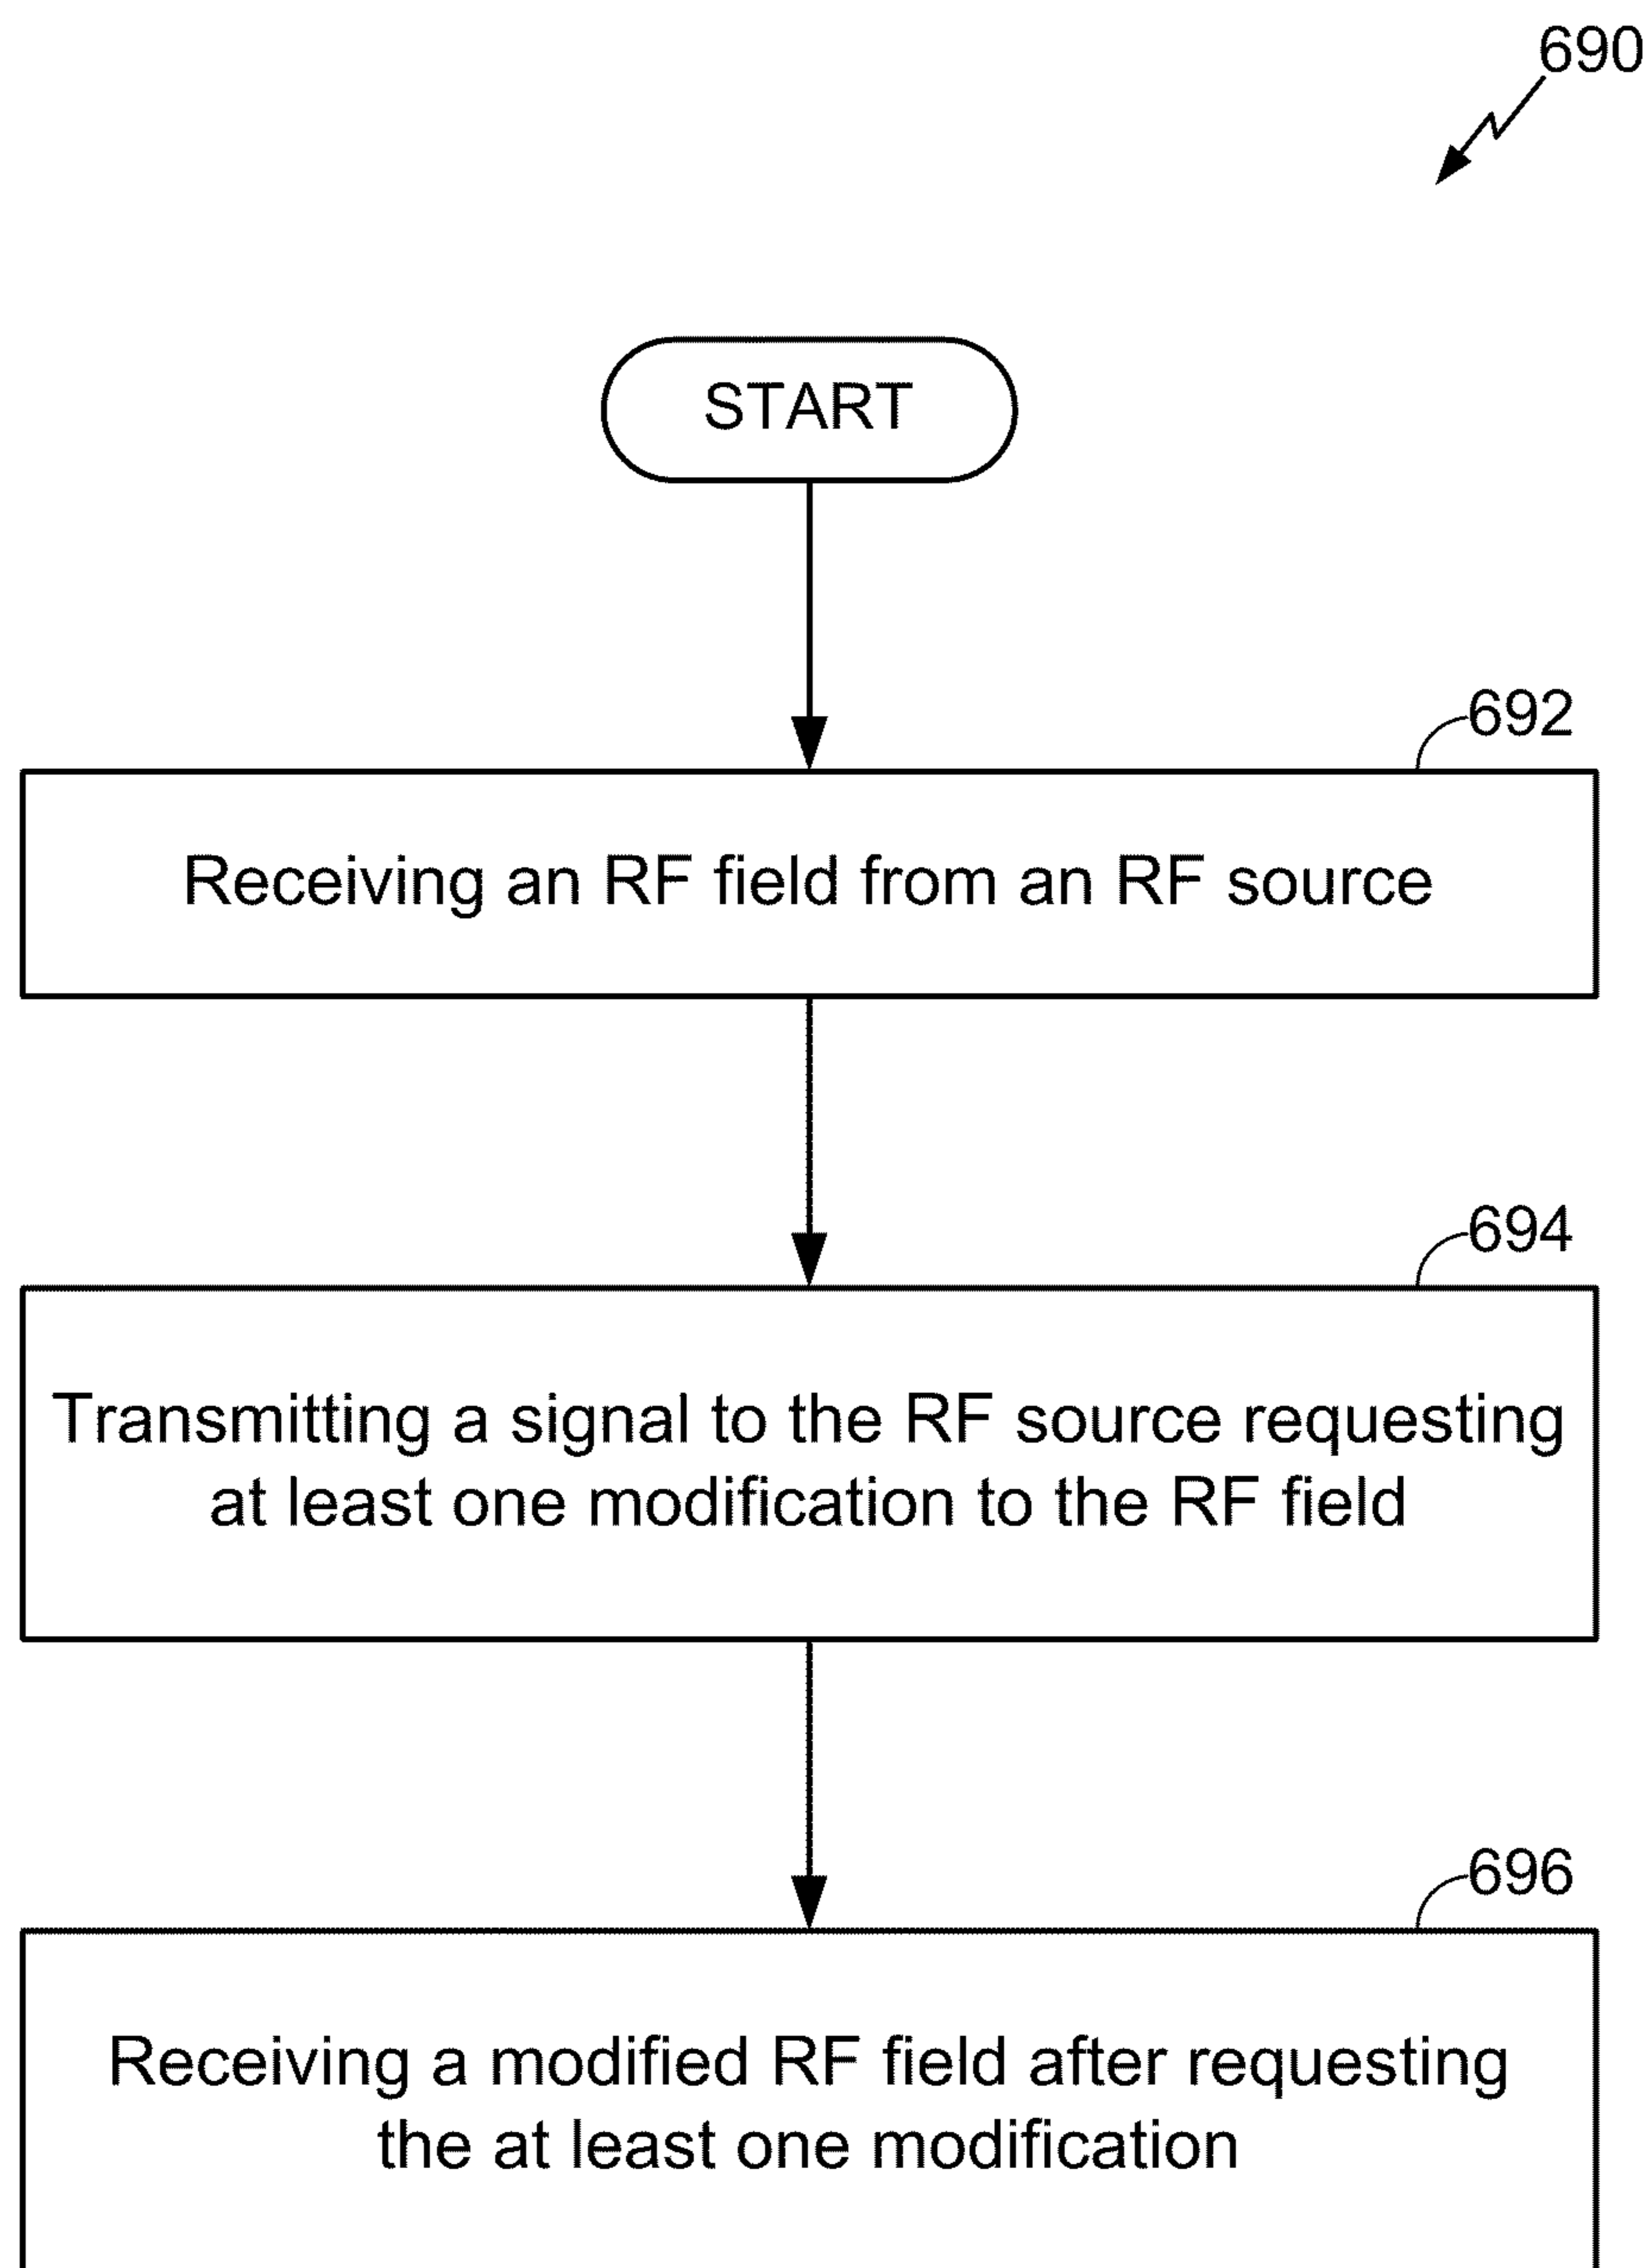 690
START
692
Receiving an RF field from an RF source
694
Transmitting a signal to the RF source requesting
at least one modification to the RF field
696
Receiving a modified RF field after requesting
the at least one modification